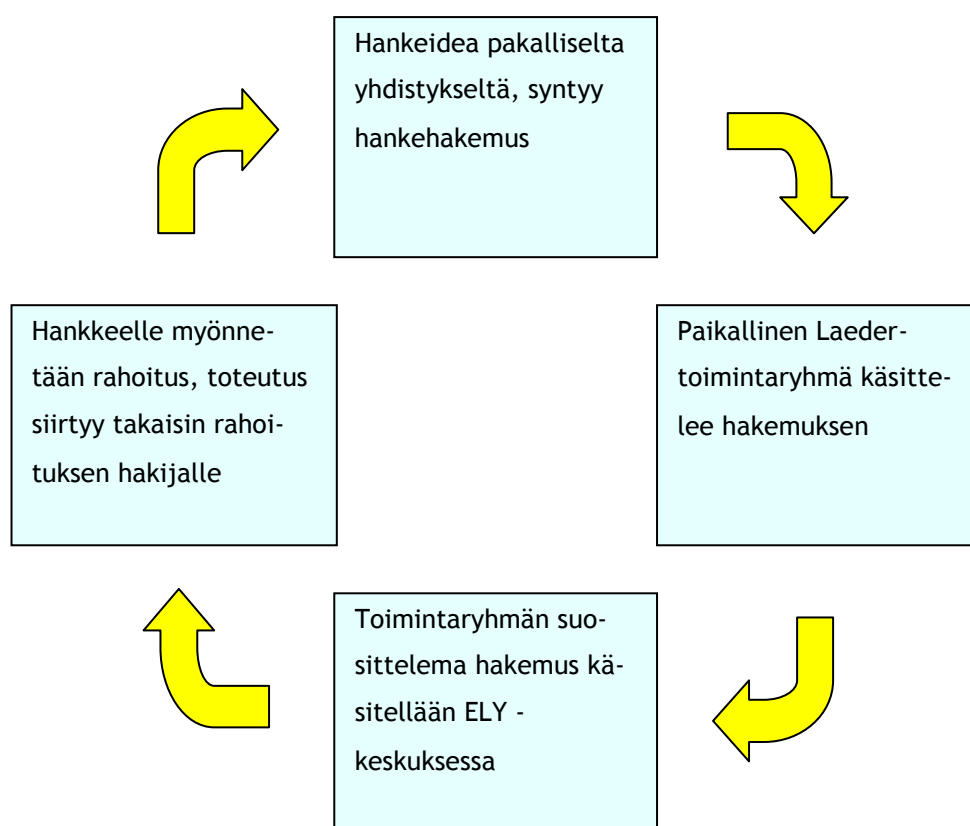 Hankeidea pakalliselta
yhdistykseltä, syntyy
hankehakemus
Hankkeelle myönne-
tään rahoitus, toteutus
siirtyy takaisin rahoi-
tuksen hakijalle
Paikallinen Laeder-
toimintaryhmä käsitte-
lee hakemuksen
Toimintaryhmän suo-
sittelema hakemus kä-
sitellään ELY -
keskuksessa